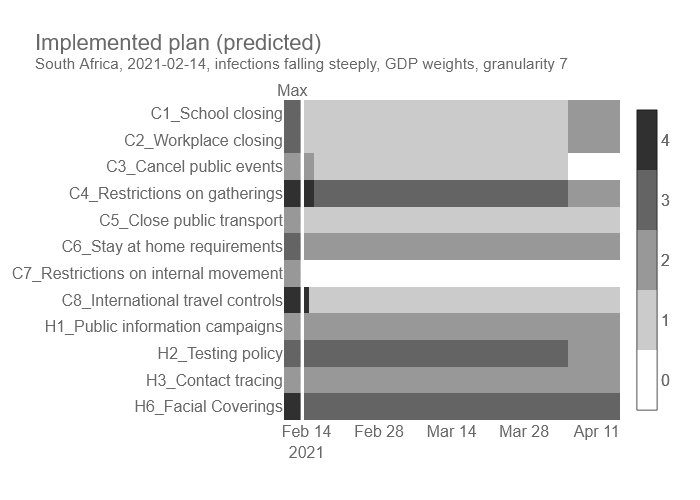 Implemented plan (predicted)
South Africa, 2021-02-14, infections falling steeply, GDP weights, granularity 7
Max
C1_School closing
C2_Workplace closing
C3_Cancel public events
C4_Restrictions on gatherings
C5_Close public transport
C6_Stay at home requirements
C7_Restrictions on internal movement
C8_International travel controls
H1_Public information campaigns
H2_Testing policy
H3_Contact tracing
H6_Facial Coverings
4
3
2
1
0
Feb 14 Feb 28 Mar 14 Mar 28 Apr 11
2021